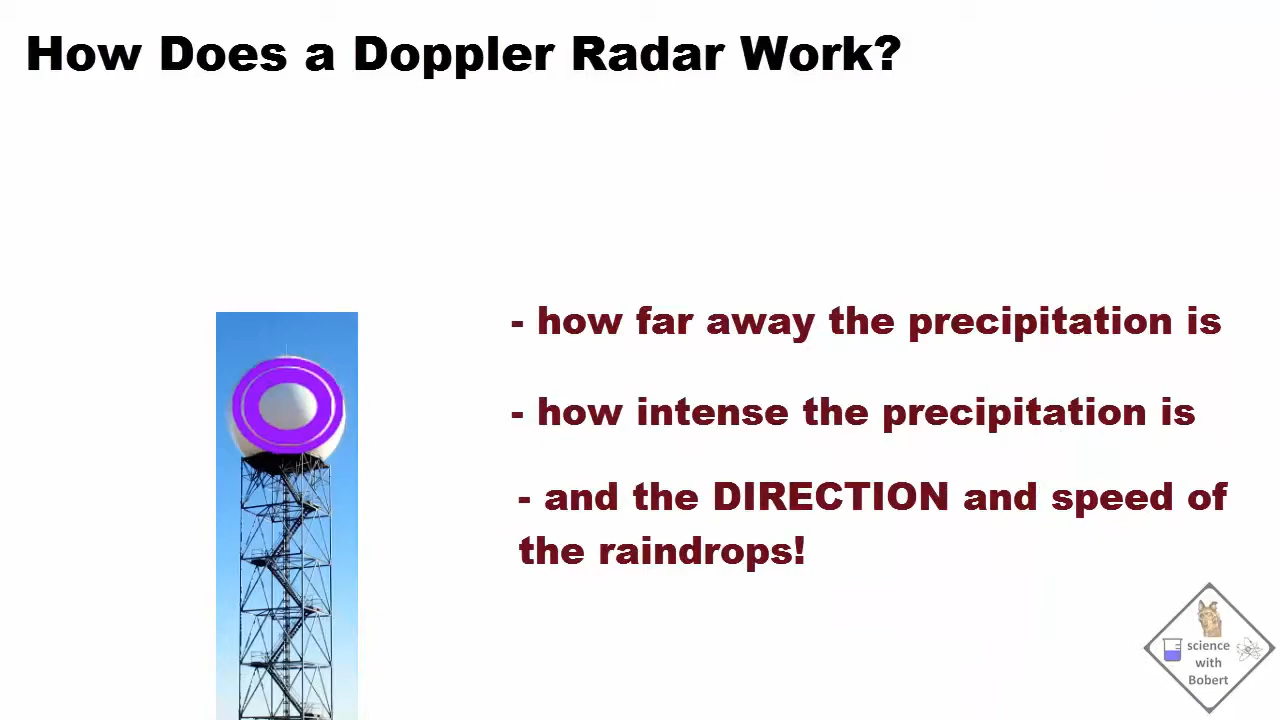 How Does a Doppler Radar Work?
- how far away the precipitation is
- how intense the precipitation is
- and the DIRECTION and speed of
the raindrops!
science
with
Bobert